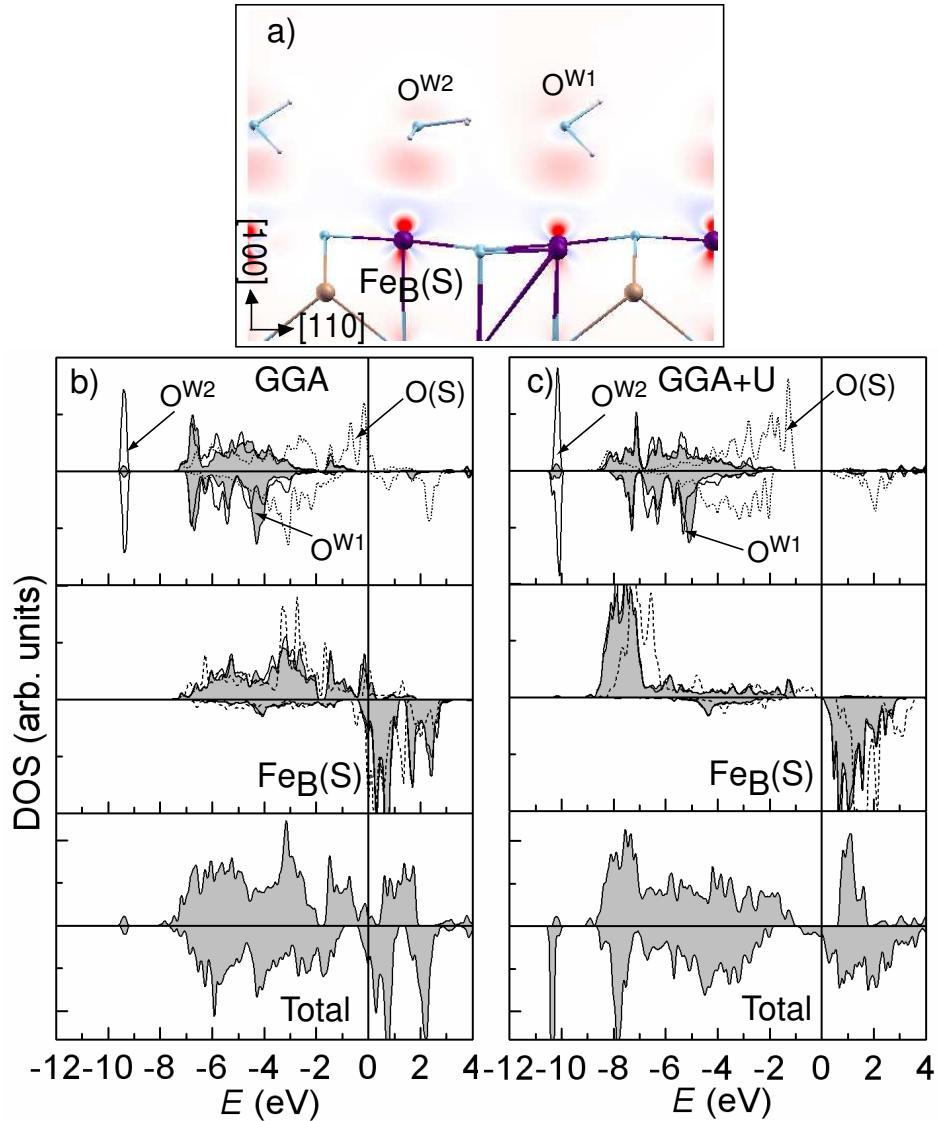 a)
O^W2 O^W1
[100]
Fe_B(S)
[110]
b) GGA
O^W2
O(S)
O^W1
c) GGA+U
O^W2
O(S)
O^W1
DOS (arb. units)
Fe_B(S)
Fe_B(S)
Total
Total
-12 -10 -8 -6 -4 -2 0 2 4
E (eV)
-12 -10 -8 -6 -4 -2 0 2 4
E (eV)